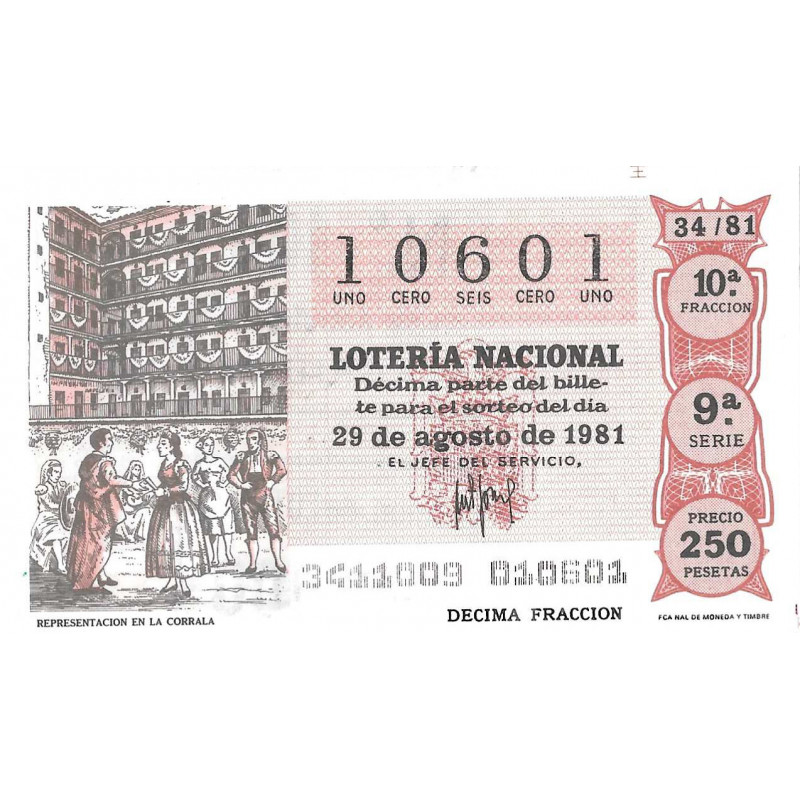 34/81
10601
UNO CERO SEIS CERO UNO
10ª.
FRACCION
LOTERÍA NACIONAL
Décima parte del bille-
te para el sorteo del día
29 de agosto de 1981
EL JEFE DEL SERVICIO,
9ª.
SERIE
PRECIO
250
PESETAS
3411009 010601
DECIMA FRACCION
REPRESENTACION EN LA CORRALA
FCA NAL DE MONEDA Y TIMBRE